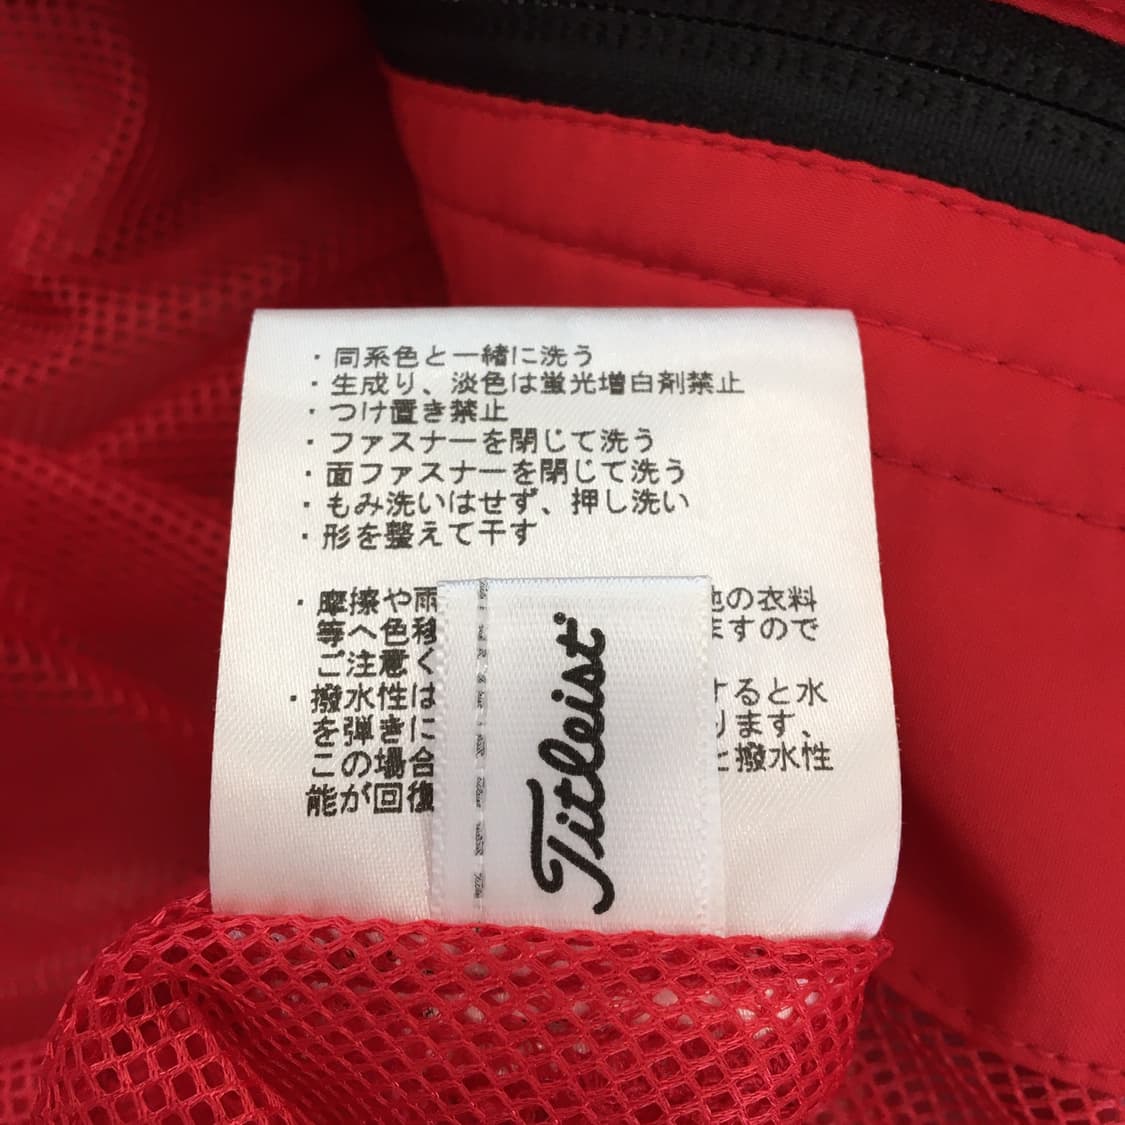 ・同系色と一緒に洗う
・生成り、淡色は蛍光増白剤禁止
・つけ置き禁止
・ファスナーを閉じて洗う
・面ファスナーを閉じて洗う
・もみ洗いはせず、押し洗い
・形を整えて干す
・摩擦や雨 他の衣料
等へ色移 ますので
ご注意く
・撥水性は すると水
を弾きに ります、
この場合 と撥水性
能が回復
Titleist